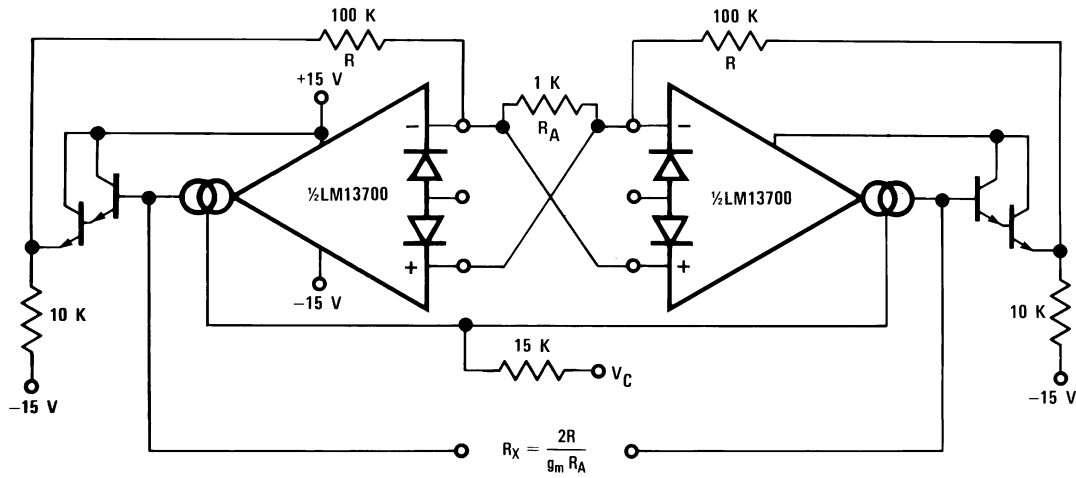 100 K
R
100 K
R
+15 V
1 K
R_A
−
−
½LM13700
½LM13700
+
+
−15 V
10 K
10 K
15 K
V_C
−15 V
−15 V
R_X = 2R / g_m R_A